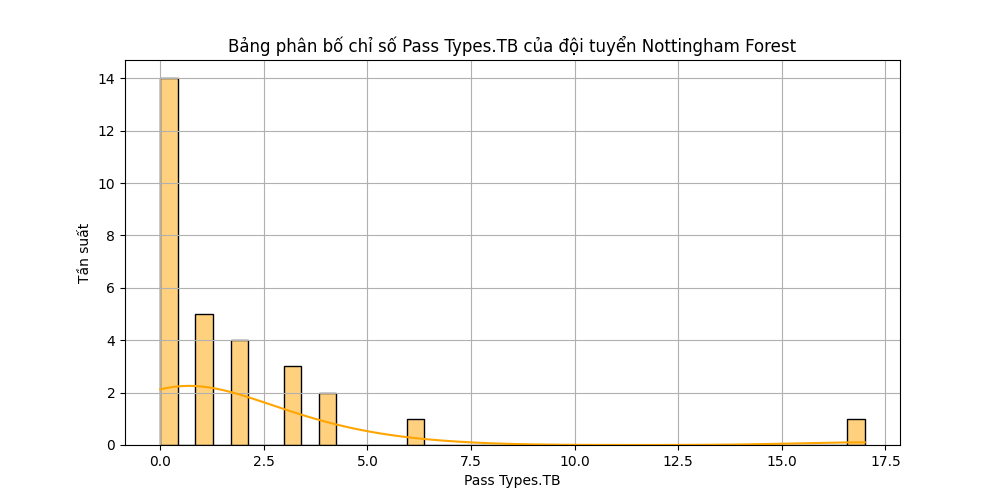 Bảng phân bố chỉ số Pass Types.TB của đội tuyển Nottingham Forest
14
12
10
8
6
4
2
0
Tần suất
0.0 2.5 5.0 7.5 10.0 12.5 15.0 17.5
Pass Types.TB